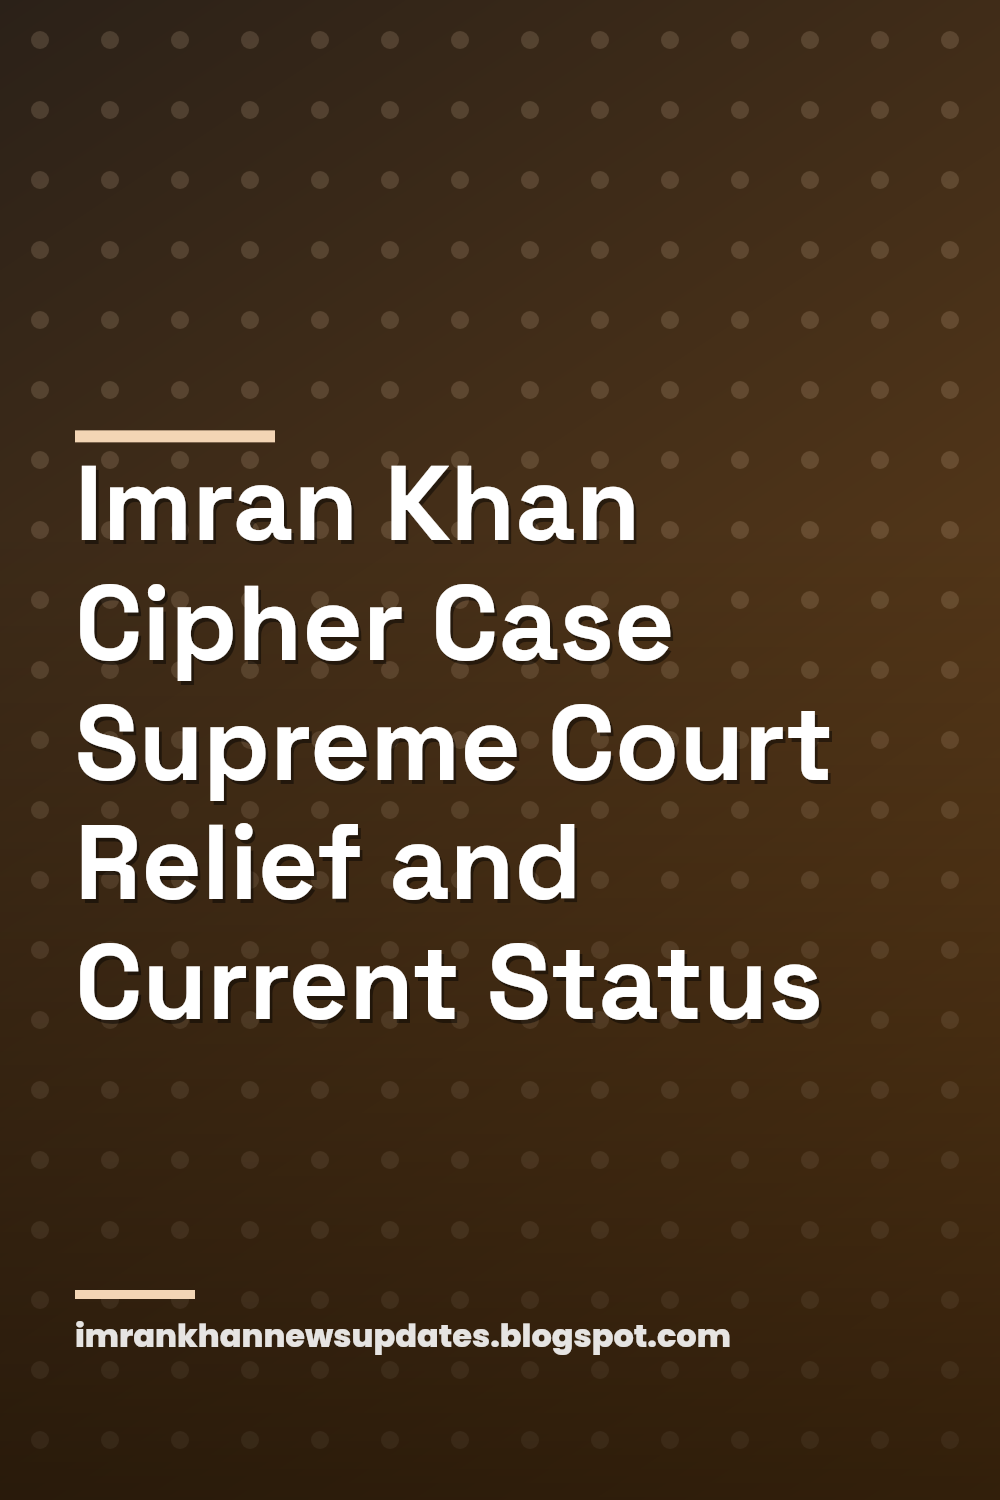 Imran Khan
Cipher Case
Supreme Court
Relief and
Current Status
imrankhannewsupdates.blogspot.com